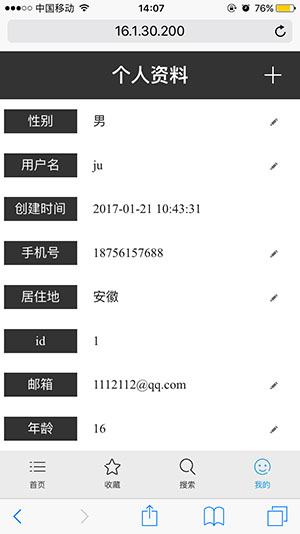 中国移动 14:07 76%
16.1.30.200
个人资料
性别 男
用户名 ju
创建时间 2017-01-21 10:43:31
手机号 18756157688
居住地 安徽
id 1
邮箱 1112112@qq.com
年龄 16
首页 收藏 搜索 我的